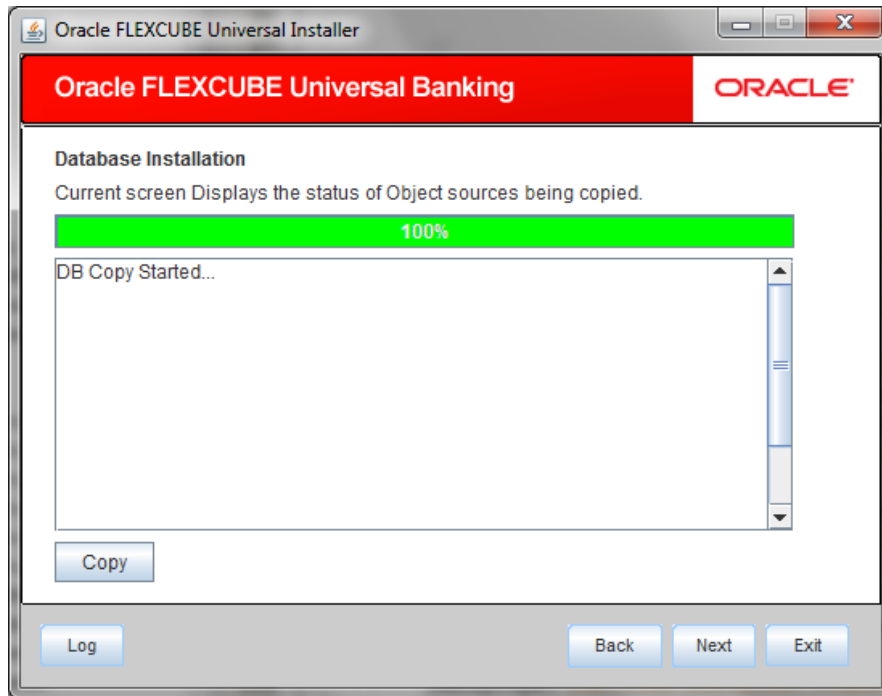 Oracle FLEXCUBE Universal Installer
Oracle FLEXCUBE Universal Banking
ORACLE
Database Installation
Current screen Displays the status of Object sources being copied.
100%
DB Copy Started...
Copy
Log
Back
Next
Exit